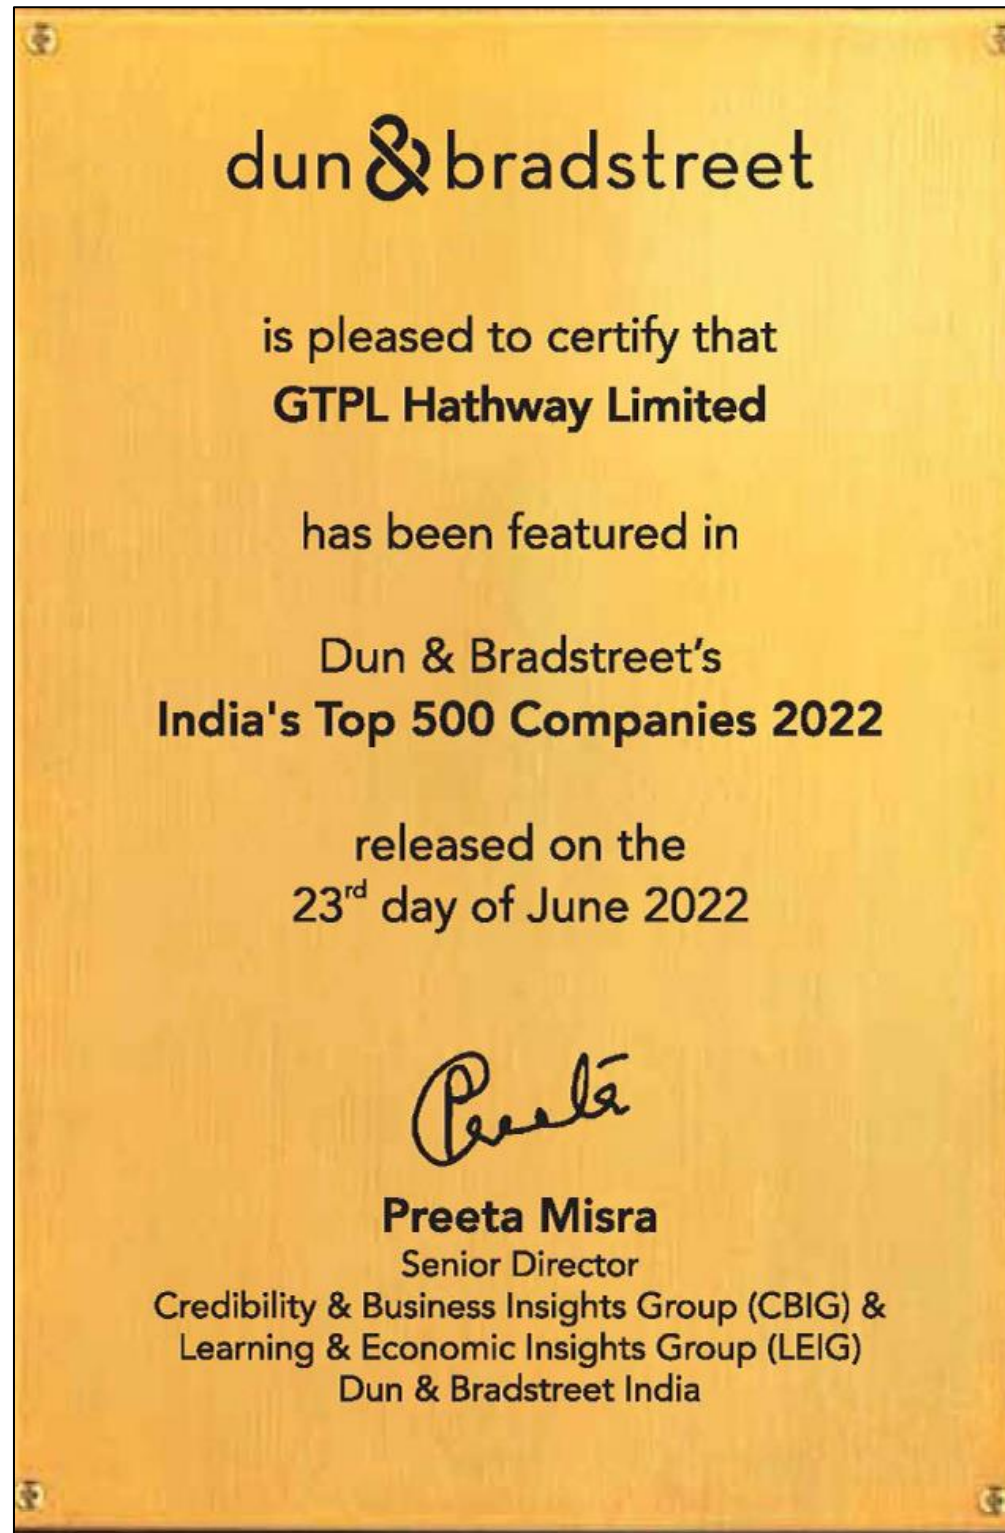 dun & bradstreet
is pleased to certify that
GTPL Hathway Limited
has been featured in
Dun & Bradstreet's
India's Top 500 Companies 2022
released on the
23rd day of June 2022
Preeta
Preeta Misra
Senior Director
Credibility & Business Insights Group (CBIG) &
Learning & Economic Insights Group (LEIG)
Dun & Bradstreet India